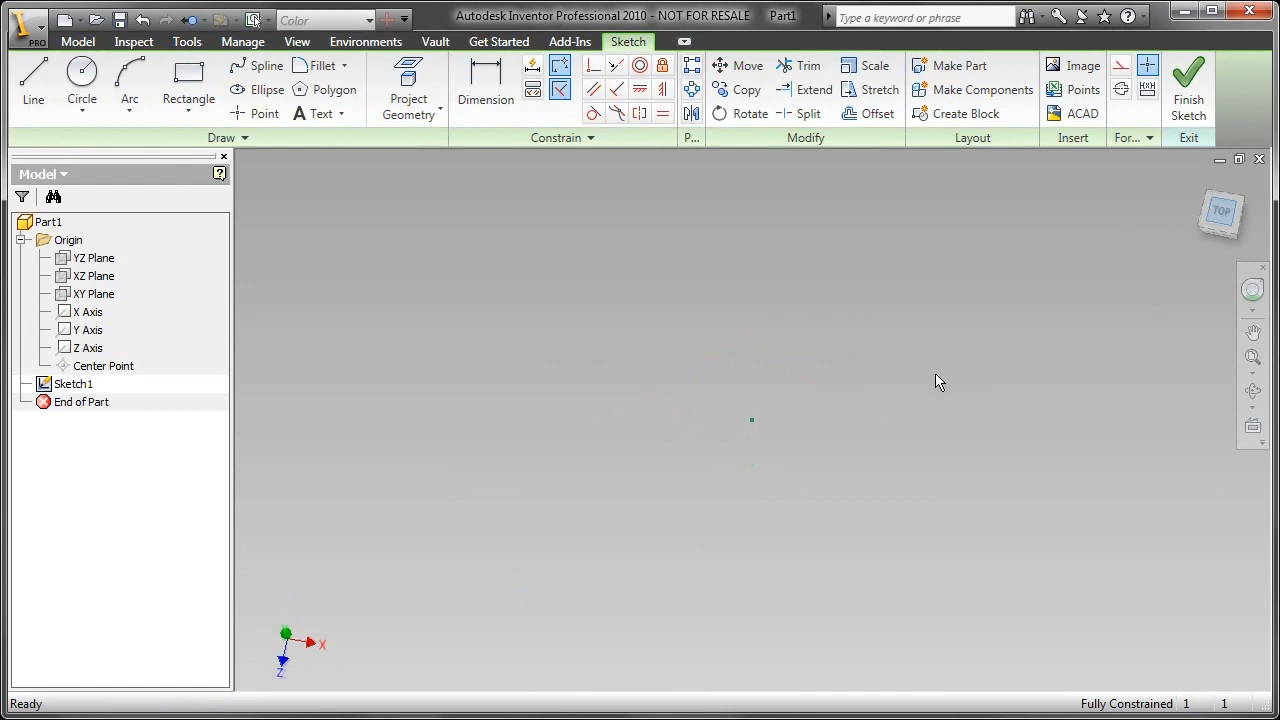 PRO
Color
Autodesk Inventor Professional 2010 - NOT FOR RESALE Part1
Type a keyword or phrase
Model Inspect Tools Manage View Environments Vault Get Started Add-Ins Sketch
Line
Circle
Arc
Rectangle
Spline
Ellipse
Point
Fillet
Polygon
Text
Project
Geometry
Dimension
Move
Copy
Rotate
Trim
Extend
Split
Scale
Stretch
Offset
Make Part
Make Components
Create Block
Image
Points
ACAD
Finish
Sketch
Draw Constrain P... Modify Layout Insert For... Exit
Model
Part1
Origin
YZ Plane
XZ Plane
XY Plane
X Axis
Y Axis
Z Axis
Center Point
Sketch1
End of Part
TOP
X
Z
Ready
Fully Constrained 1 1